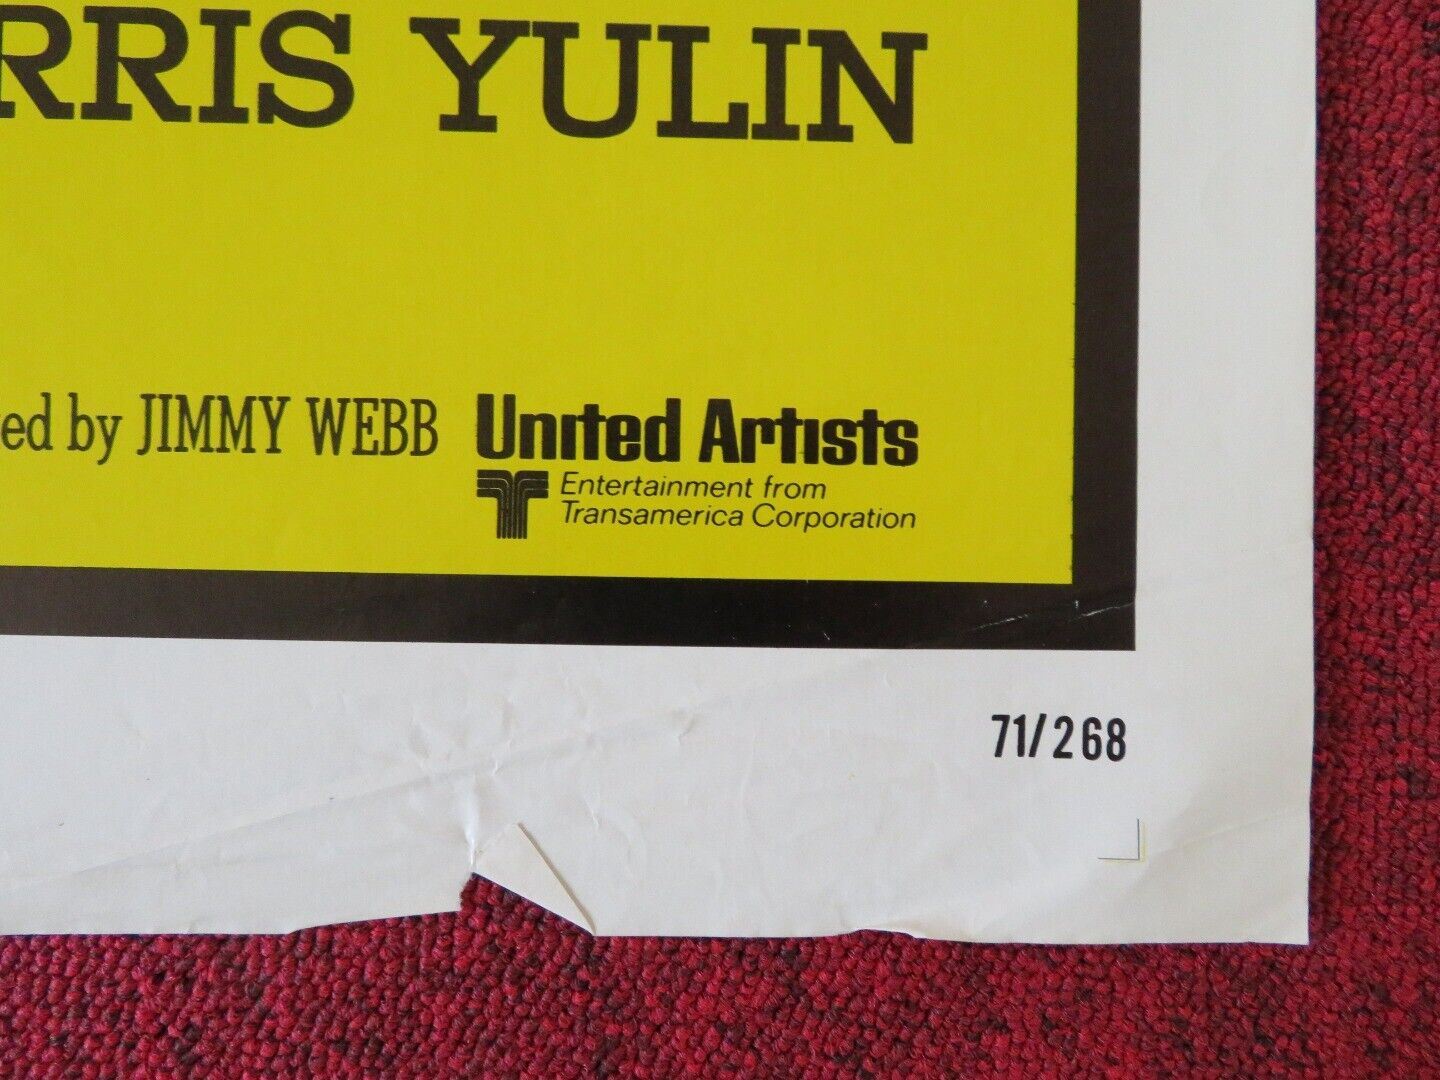 RRIS YULIN
ed by JIMMY WEBB
United Artists
Entertainment from
Transamerica Corporation
71/268